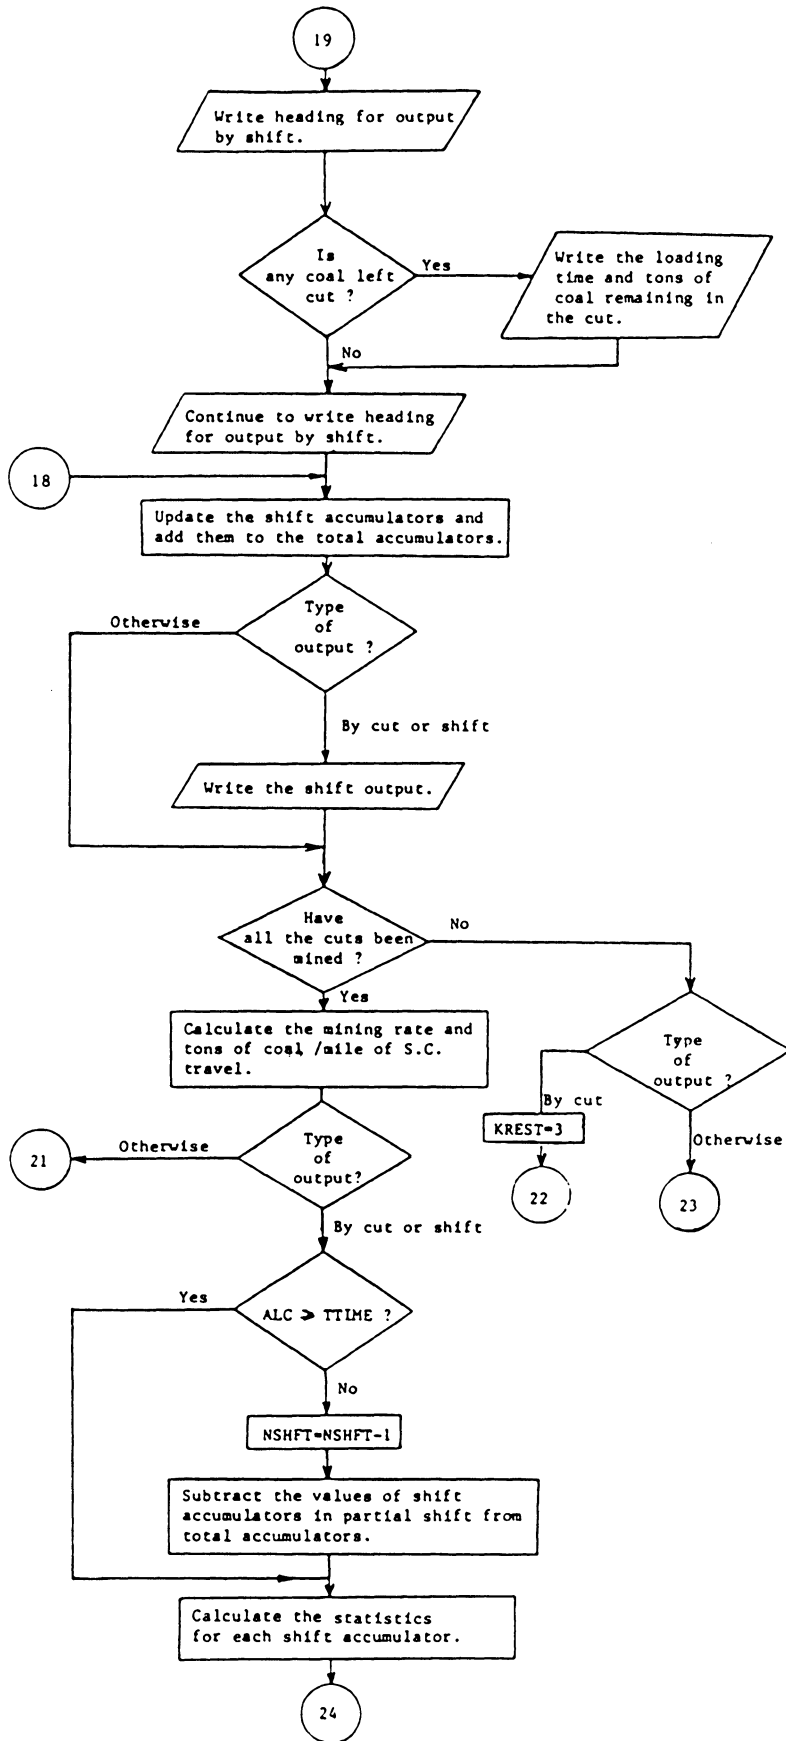 19
Write heading for output
by shift.
Is
any coal left
cut ?
Yes
Write the loading
time and tons of
coal remaining in
the cut.
No
Continue to write heading
for output by shift.
18
Update the shift accumulators and
add them to the total accumulators.
Type
of
output ?
Otherwise
By cut or shift
Write the shift output.
Have
all the cuts been
mined ?
No
Yes
Calculate the mining rate and
tons of coal /mile of S.C.
travel.
Type
of
output ?
By cut
KREST=3
Otherwise
22
23
Type
of
output?
Otherwise
21
By cut or shift
ALC ⩾ TTIME ?
Yes
No
NSHFT=NSHFT-1
Subtract the values of shift
accumulators in partial shift from
total accumulators.
Calculate the statistics
for each shift accumulator.
24